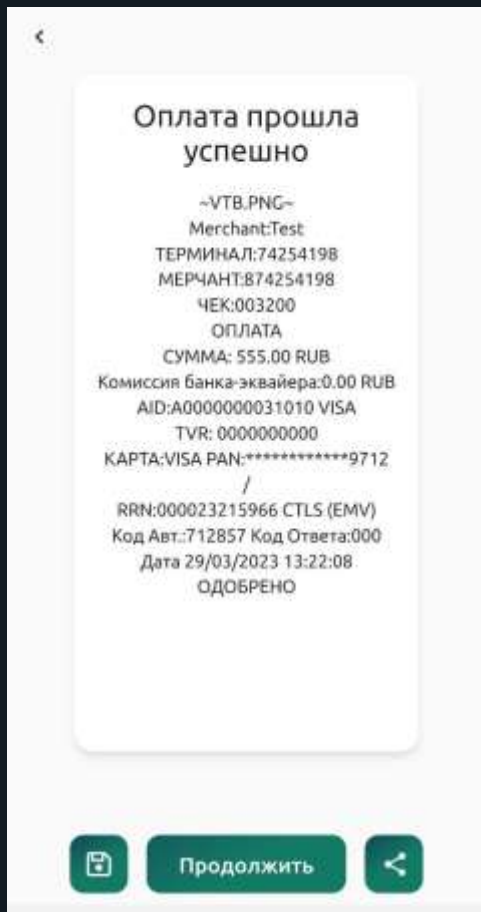 Оплата прошла
успешно
~VTB.PNG~
Merchant:Test
ТЕРМИНАЛ:74254198
МЕРЧАНТ:874254198
ЧЕК:003200
ОПЛАТА
СУММА: 555.00 RUB
Комиссия банка-эквайера:0.00 RUB
AID:A0000000031010 VISA
TVR: 0000000000
КАРТА:VISA PAN:************9712
/
RRN:000023215966 CTLS (EMV)
Код Авт.:712857 Код Ответа:000
Дата 29/03/2023 13:22:08
ОДОБРЕНО
Продолжить